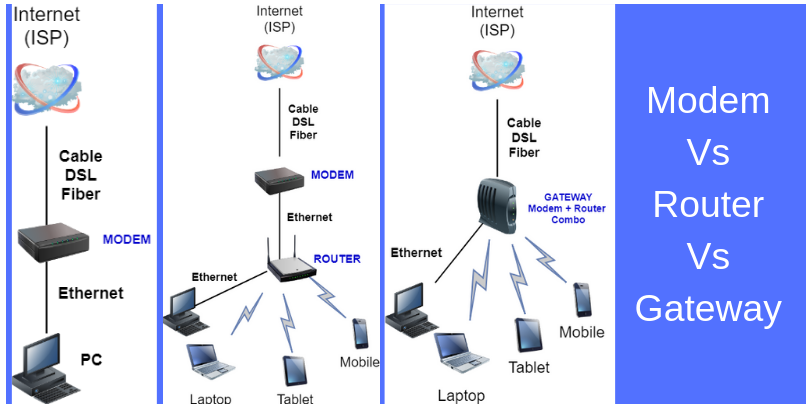 Internet
(ISP)
Cable
DSL
Fiber
MODEM
Ethernet
PC
Internet
(ISP)
Cable
DSL
Fiber
MODEM
Ethernet
ROUTER
Ethernet
Mobile
Laptop
Tablet
Internet
(ISP)
Cable
DSL
Fiber
GATEWAY
Modem + Router
Combo
Ethernet
Mobile
Tablet
Laptop
Modem
Vs
Router
Vs
Gateway